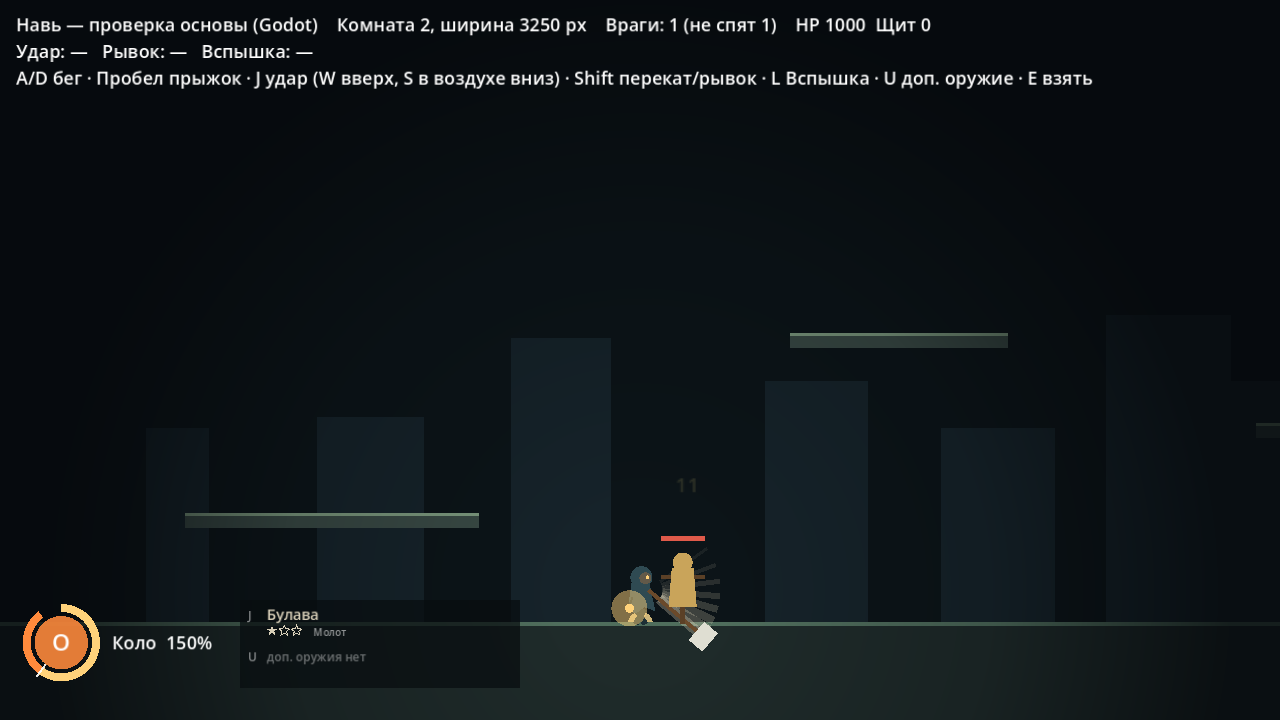 Навь — проверка основы (Godot)    Комната 2, ширина 3250 px    Враги: 1 (не спят 1)    HP 1000  Щит 0
Удар: —   Рывок: —   Вспышка: —
A/D бег · Пробел прыжок · J удар (W вверх, S в воздухе вниз) · Shift перекат/рывок · L Вспышка · U доп. оружие · E взять
11
J Булава
★☆☆ Молот
О Коло 150%
U доп. оружия нет